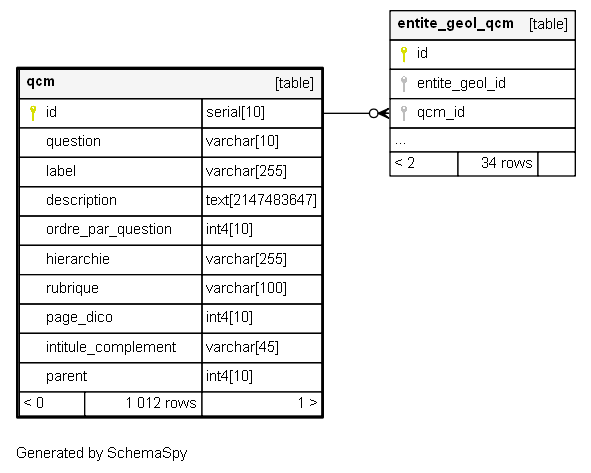 entite_geol_qcm [table]
id
entite_geol_id
qcm_id
...
< 2 34 rows
qcm [table]
id serial[10]
question varchar[10]
label varchar[255]
description text[2147483647]
ordre_par_question int4[10]
hierarchie varchar[255]
rubrique varchar[100]
page_dico int4[10]
intitule_complement varchar[45]
parent int4[10]
< 0 1 012 rows 1 >
Generated by SchemaSpy